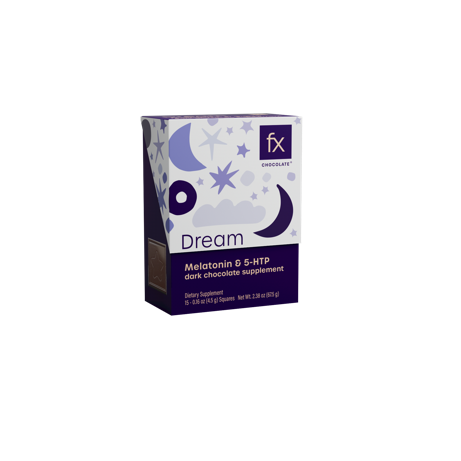 fx
CHOCOLATE™
Dream
Melatonin & 5-HTP
dark chocolate supplement
Dietary Supplement
15 - 0.16 oz (4.5 g) Squares Net Wt. 2.38 oz (67.5 g)